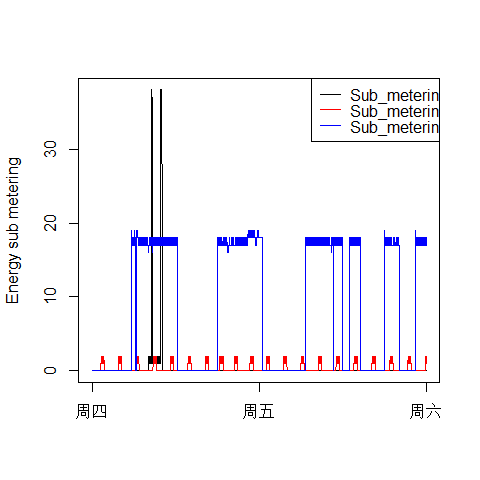 Sub_meterin
Sub_meterin
Sub_meterin
Energy sub metering
30
20
10
0
周四
周五
周六